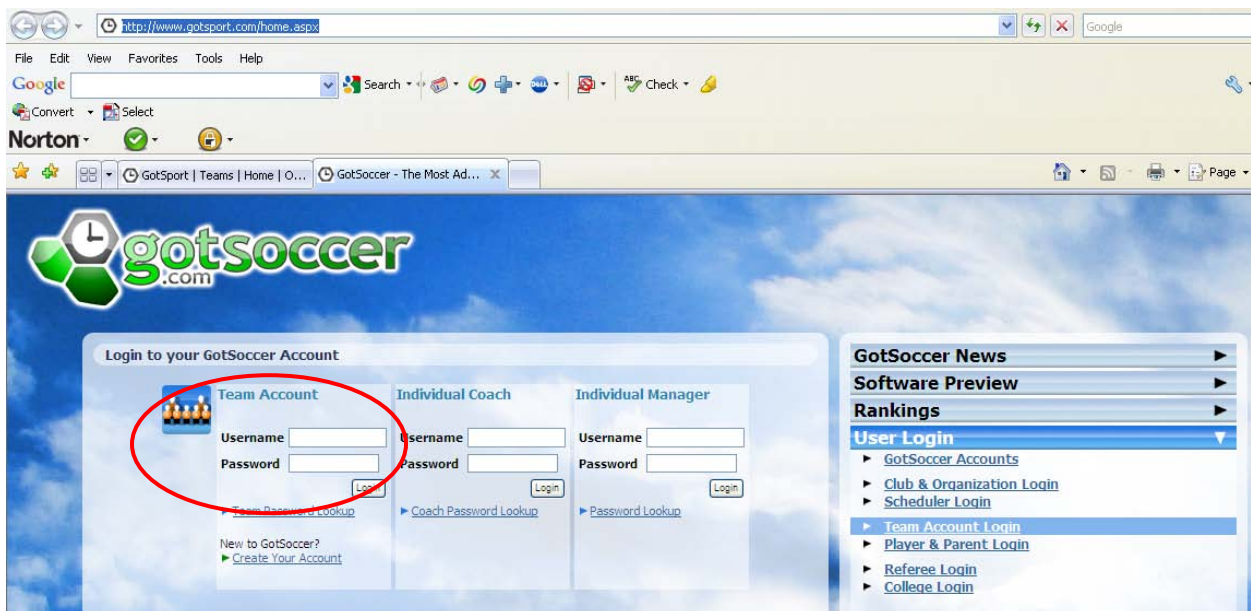 http://www.gotsport.com/home.aspx
Google
File Edit View Favorites Tools Help
Google Search ABC Check
Convert Select
Norton
GotSport | Teams | Home | O... GotSoccer - The Most Ad... Page
gotsoccer
.com
Login to your GotSoccer Account
Team Account Individual Coach Individual Manager
Username Username Username
Password Password Password
Login Login Login
Team Password Lookup Coach Password Lookup Password Lookup
New to GotSoccer?
Create Your Account
GotSoccer News
Software Preview
Rankings
User Login
GotSoccer Accounts
Club & Organization Login
Scheduler Login
Team Account Login
Player & Parent Login
Referee Login
College Login